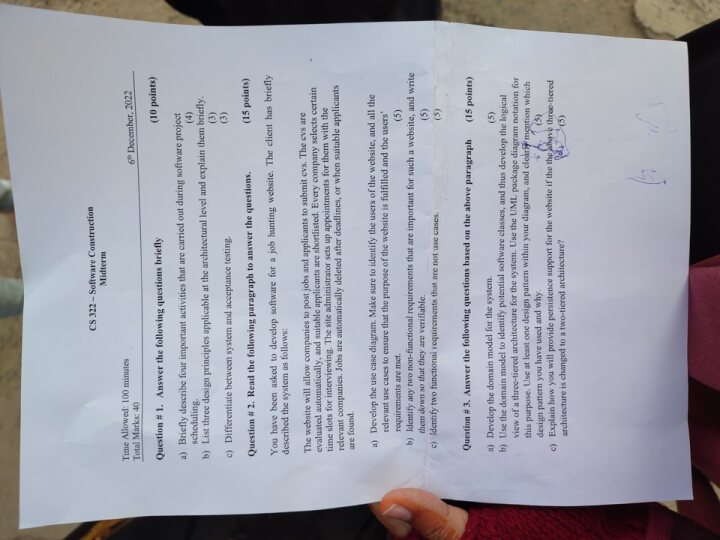 CS 322 – Software Construction
Midterm
Time Allowed: 100 minutes
Total Marks: 40
6th December, 2022
Question # 1. Answer the following questions briefly (10 points)
a) Briefly describe four important activities that are carried out during software project
scheduling. (4)
b) List three design principles applicable at the architectural level and explain them briefly.
(3)
c) Differentiate between system and acceptance testing. (3)
Question # 2. Read the following paragraph to answer the questions. (15 points)
You have been asked to develop software for a job hunting website. The client has briefly
described the system as follows:
The website will allow companies to post jobs and applicants to submit cvs. The cvs are
evaluated automatically, and suitable applicants are shortlisted. Every company selects certain
time slots for interviewing. The site administrator sets up appointments for them with the
relevant companies. Jobs are automatically deleted after deadlines, or when suitable applicants
are found.
a) Develop the use case diagram. Make sure to identify the users of the website, and all the
relevant use cases to ensure that the purpose of the website is fulfilled and the users'
requirements are met. (5)
b) Identify any two non-functional requirements that are important for such a website, and write
them down so that they are verifiable. (5)
c) Identify two functional requirements that are not use cases. (5)
Question # 3. Answer the following questions based on the above paragraph (15 points)
a) Develop the domain model for the system. (5)
b) Use the domain model to identify potential software classes, and thus develop the logical
view of a three-tiered architecture for the system. Use the UML package diagram notation for
this purpose. Use at least one design pattern within your diagram, and clearly mention which
design pattern you have used and why. (5)
c) Explain how you will provide persistence support for the website if the the above three-tiered
architecture is changed to a two-tiered architecture? (5)